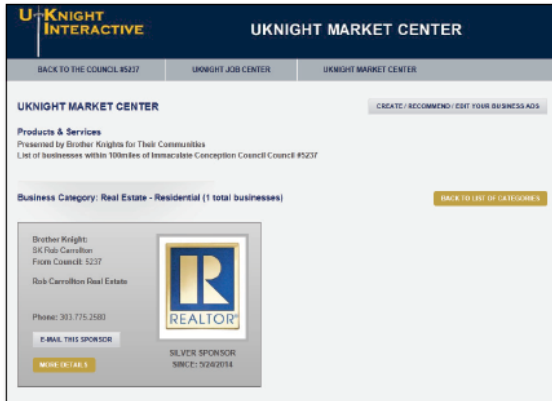 UKNIGHT
INTERACTIVE
UKNIGHT MARKET CENTER
BACK TO THE COUNCIL #5237
UKNIGHT JOB CENTER
UKNIGHT MARKET CENTER
UKNIGHT MARKET CENTER
CREATE / RECOMMEND / EDIT YOUR BUSINESS ADS
Products & Services
Presented by Brother Knights for Their Communities
List of businesses within 100miles of Immaculate Conception Council Council #5237
Business Category: Real Estate - Residential (1 total businesses)
BACK TO LIST OF CATEGORIES
Brother Knight:
SK Rob Carrollton
From Council: 5237
Rob Carrollton Real Estate
Phone: 303.775.2580
E-MAIL THIS SPONSOR
MORE DETAILS
R
REALTOR®
SILVER SPONSOR
SINCE: 5/24/2014